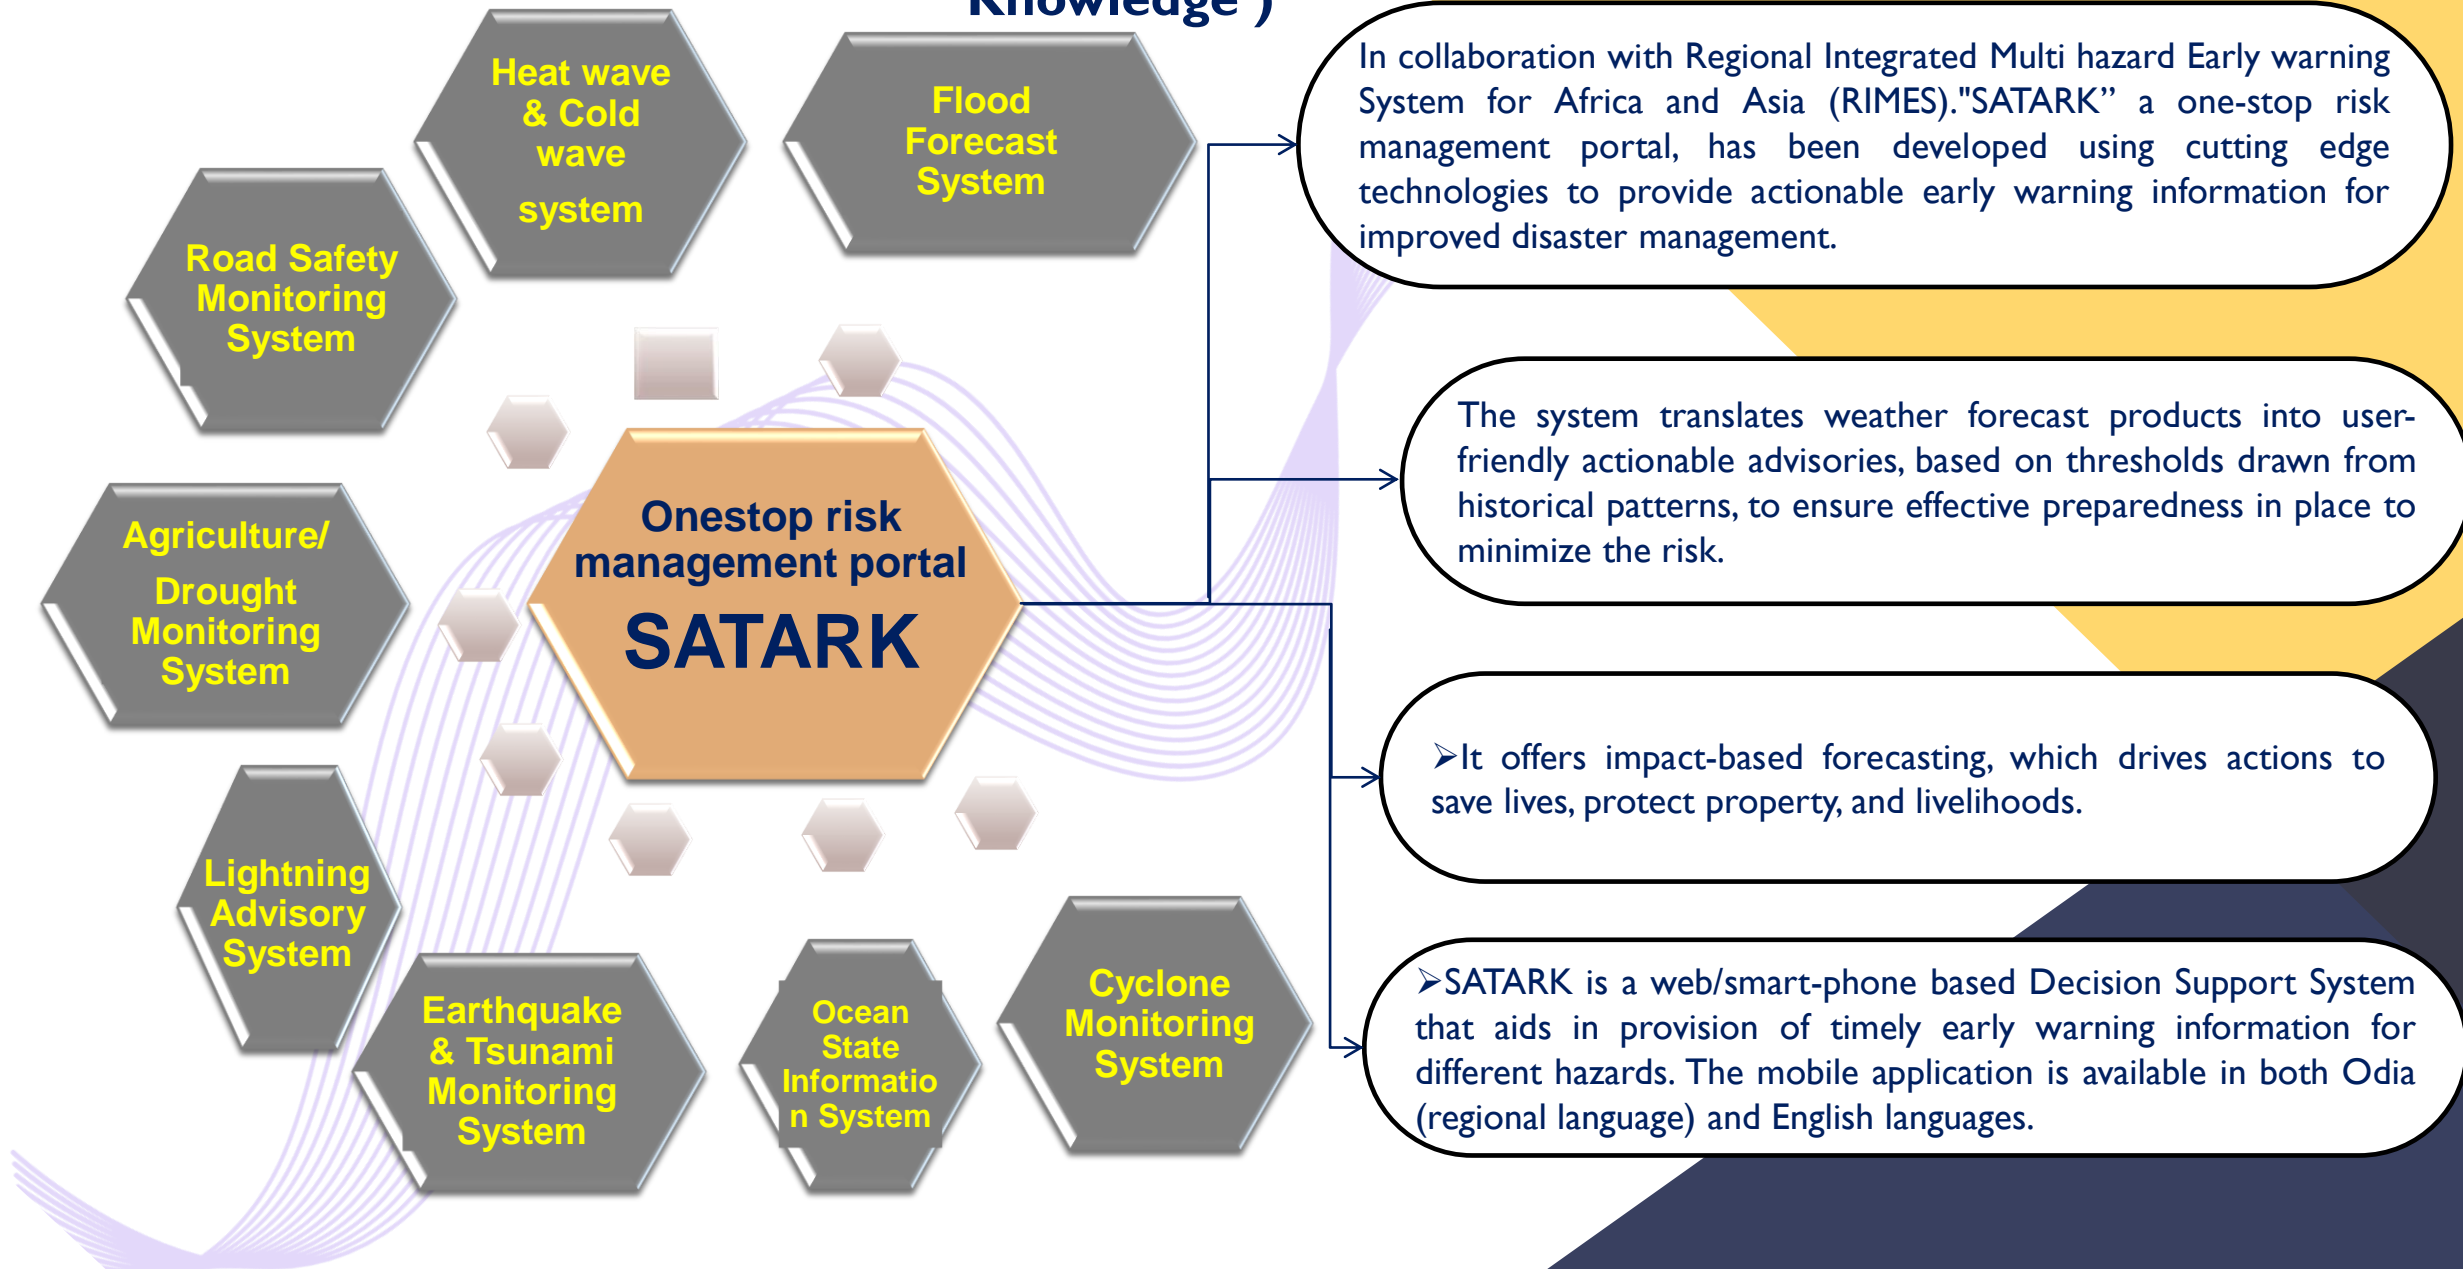 Knowledge )
Heat wave
& Cold
wave
system
Flood
Forecast
System
Road Safety
Monitoring
System
Agriculture/
Drought
Monitoring
System
Lightning
Advisory
System
Earthquake
& Tsunami
Monitoring
System
Ocean
State
Informatio
n System
Cyclone
Monitoring
System
Onestop risk
management portal
SATARK
In collaboration with Regional Integrated Multi hazard Early warning
System for Africa and Asia (RIMES)."SATARK” a one-stop risk
management portal, has been developed using cutting edge
technologies to provide actionable early warning information for
improved disaster management.
The system translates weather forecast products into user-
friendly actionable advisories, based on thresholds drawn from
historical patterns, to ensure effective preparedness in place to
minimize the risk.
➢It offers impact-based forecasting, which drives actions to
save lives, protect property, and livelihoods.
➢SATARK is a web/smart-phone based Decision Support System
that aids in provision of timely early warning information for
different hazards. The mobile application is available in both Odia
(regional language) and English languages.